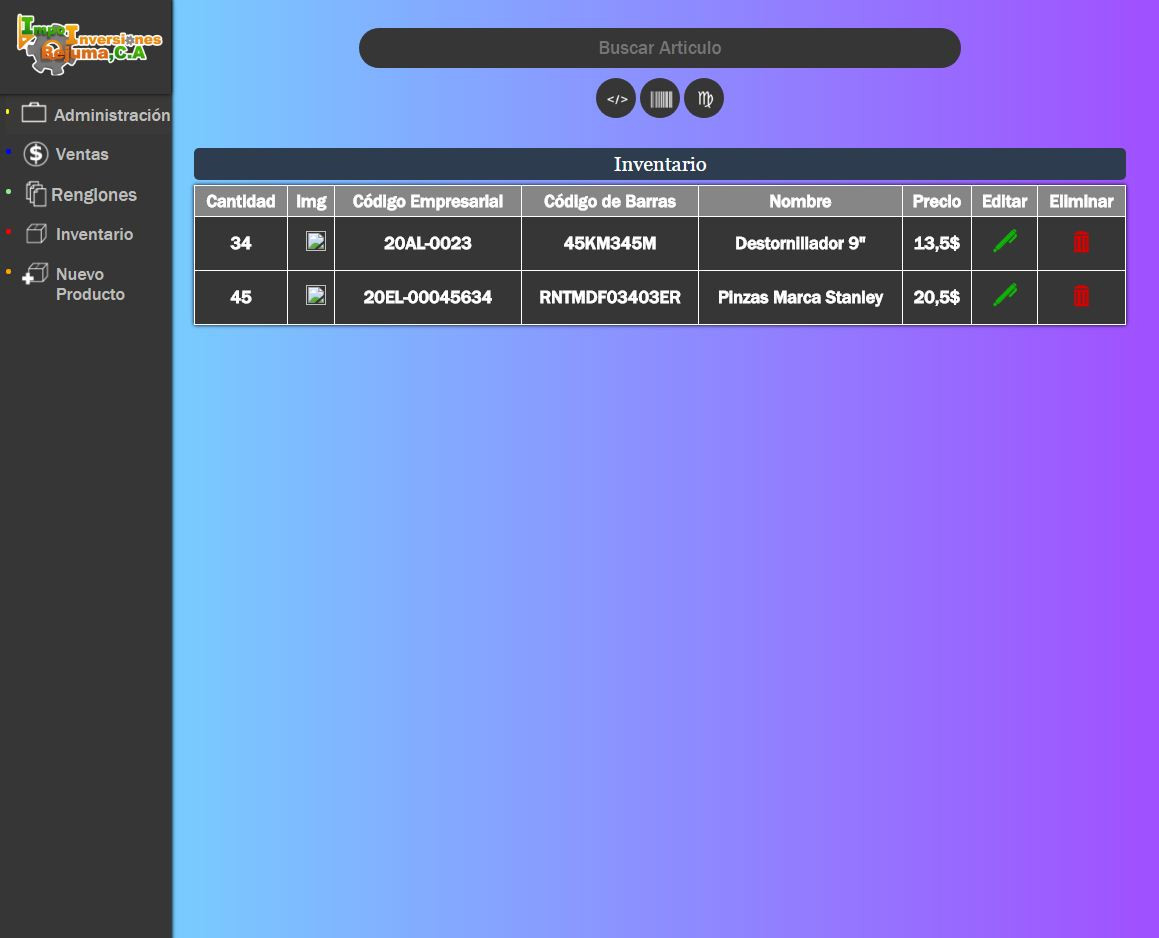 Impo Inversiones
Bejuma,C.A
Buscar Articulo
</>
Administración
Ventas
Renglones
Inventario
Nuevo
Producto
Inventario
Cantidad Img Código Empresarial Código de Barras Nombre Precio Editar Eliminar
34 20AL-0023 45KM345M Destornillador 9" 13,5$
45 20EL-00045634 RNTMDF03403ER Pinzas Marca Stanley 20,5$